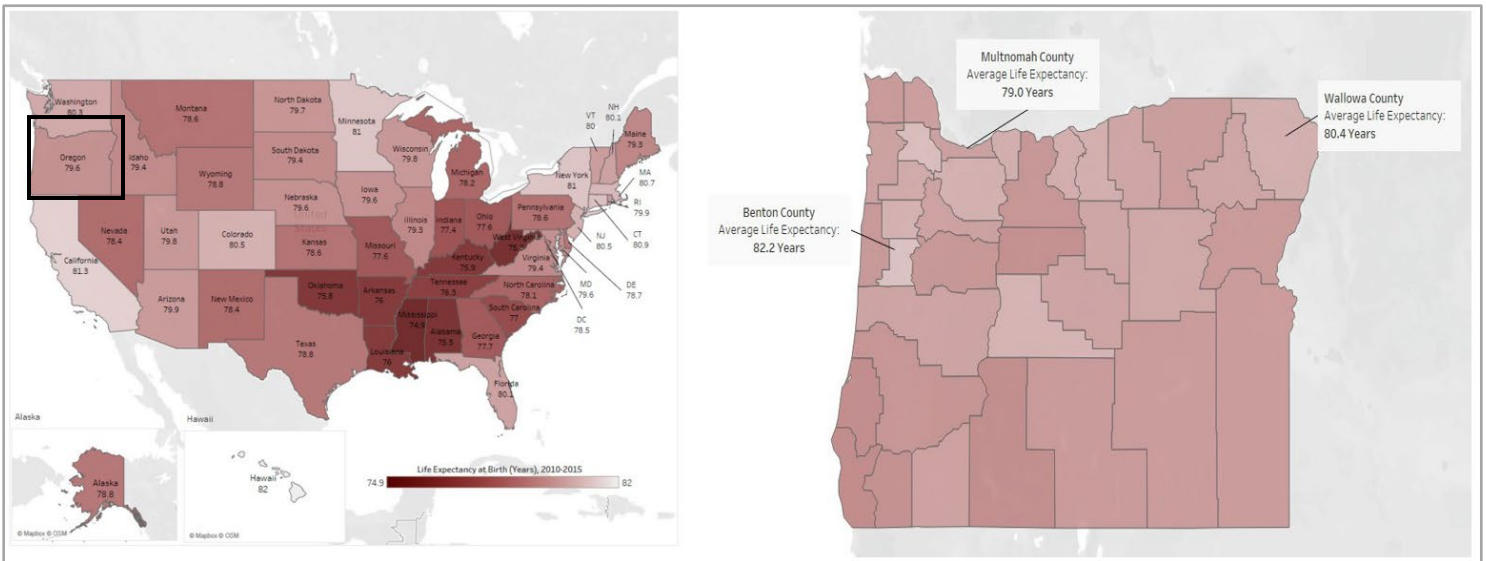 Washington
80.3
Oregon
79.6
California
81.3
Nevada
78.4
Idaho
79.4
Montana
78.6
Wyoming
78.8
Utah
79.8
Arizona
79.9
Colorado
80.5
New Mexico
78.4
North Dakota
79.7
South Dakota
79.4
Nebraska
79.6
United
States
Kansas
78.6
Oklahoma
75.8
Texas
78.8
Minnesota
81
Iowa
79.6
Missouri
77.6
Arkansas
76
Louisiana
76
Wisconsin
79.8
Illinois
79.3
Michigan
78.2
Indiana
77.4
Ohio
77.6
Kentucky
75.9
Tennessee
76.3
Mississippi
74.9
Alabama
75.5
Georgia
77.7
Florida
80.1
South Carolina
77
North Carolina
78.1
Virginia
79.4
West Virginia
Pennsylvania
78.6
New York
81
VT
80
NH
80.1
Maine
79.3
MA
80.7
RI
79.9
CT
80.9
NJ
80.5
DE
78.7
MD
79.6
DC
78.5
Alaska
Hawaii
Alaska
78.8
Hawaii
82
© Mapbox © OSM
© Mapbox © OSM
Life Expectancy at Birth (Years), 2010-2015
74.9
82
Multnomah County
Average Life Expectancy:
79.0 Years
Wallowa County
Average Life Expectancy:
80.4 Years
Benton County
Average Life Expectancy:
82.2 Years